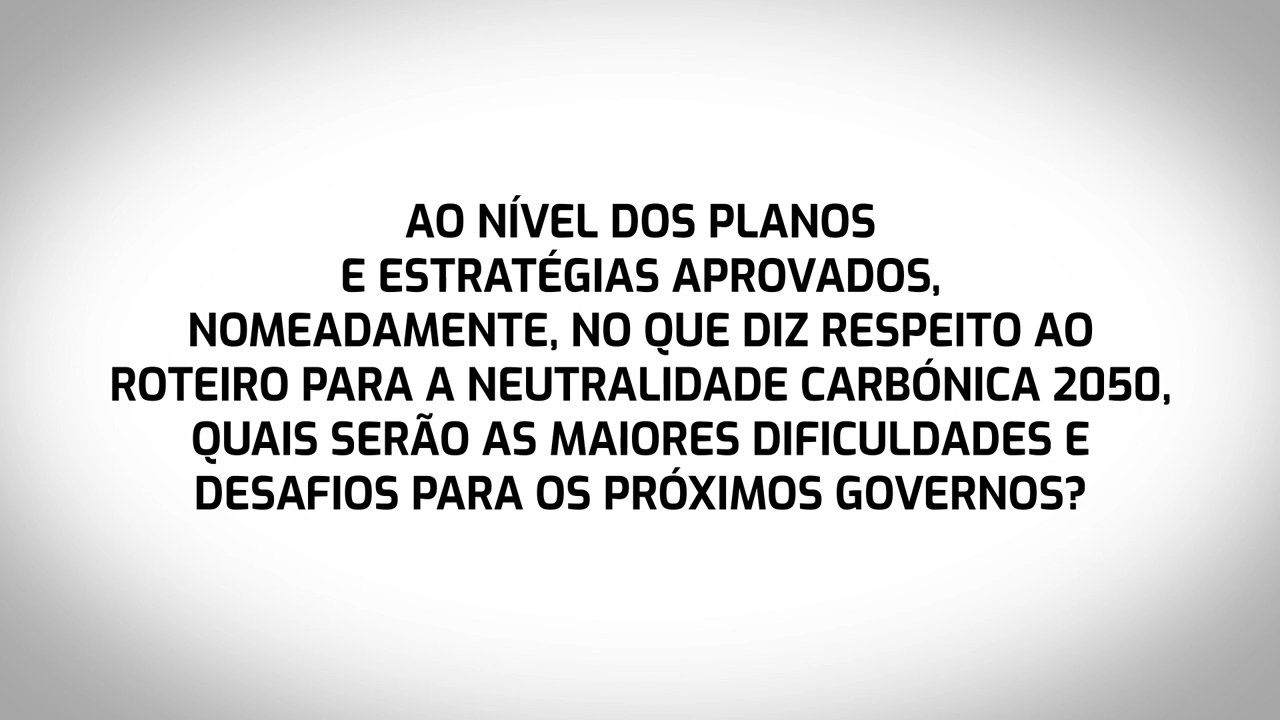 AO NÍVEL DOS PLANOS
E ESTRATÉGIAS APROVADOS,
NOMEADAMENTE, NO QUE DIZ RESPEITO AO
ROTEIRO PARA A NEUTRALIDADE CARBÓNICA 2050,
QUAIS SERÃO AS MAIORES DIFICULDADES E
DESAFIOS PARA OS PRÓXIMOS GOVERNOS?